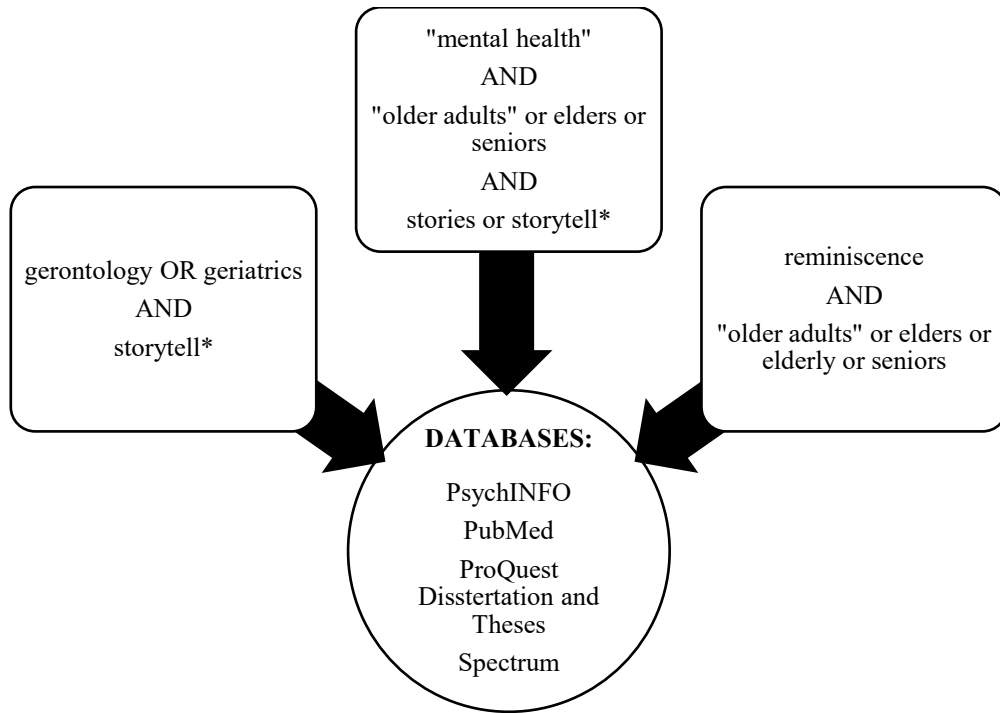 "mental health"
AND
"older adults" or elders or
seniors
AND
stories or storytell*
gerontology OR geriatrics
AND
storytell*
reminiscence
AND
"older adults" or elders or
elderly or seniors
DATABASES:
PsychINFO
PubMed
ProQuest
Disstertation and
Theses
Spectrum